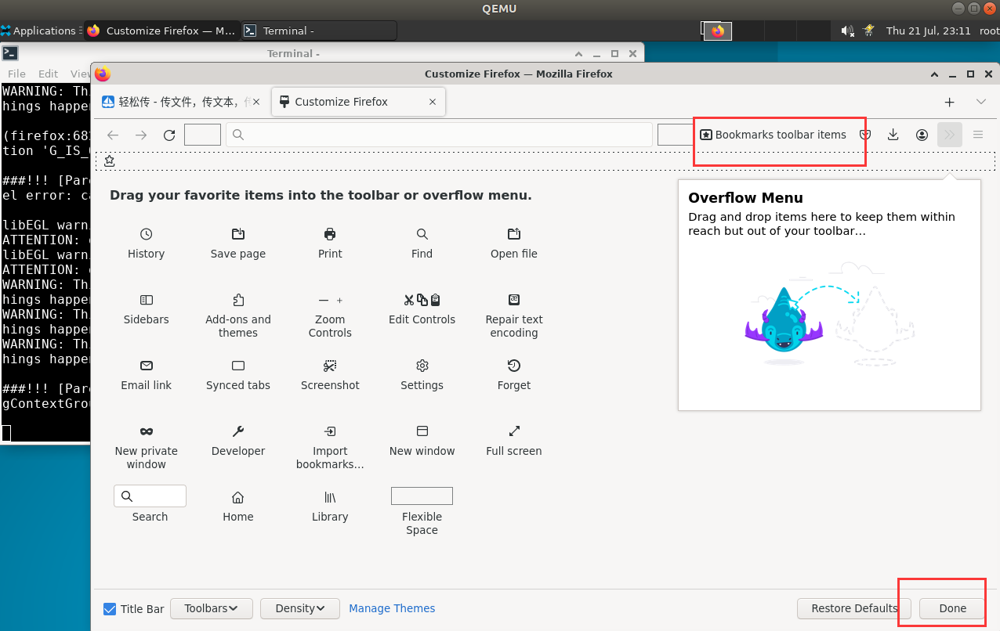 QEMU
Applications
Customize Firefox — M...
Terminal -
Thu 21 Jul, 23:11
root
Terminal -
File Edit View
Customize Firefox — Mozilla Firefox
轻松传 - 传文件，传文本，
Customize Firefox
Bookmarks toolbar items
WARNING:
hings happen
(firefox:68
tion 'G_IS_
###!!! [Par
el error:
libEGL warn
ATTENTION:
libEGL warn
ATTENTION:
WARNING:
hings happen
WARNING:
hings happen
WARNING:
hings happen
###!!! [Par
gContextGro
Drag your favorite items into the toolbar or overflow menu.
Overflow Menu
Drag and drop items here to keep them within
reach but out of your toolbar…
History
Save page
Print
Find
Open file
Sidebars
Add-ons and
themes
Zoom
Controls
Edit Controls
Repair text
encoding
Email link
Synced tabs
Screenshot
Settings
Forget
New private
window
Developer
Import
bookmarks…
New window
Full screen
Search
Home
Library
Flexible
Space
Title Bar
Toolbars
Density
Manage Themes
Restore Defaults
Done